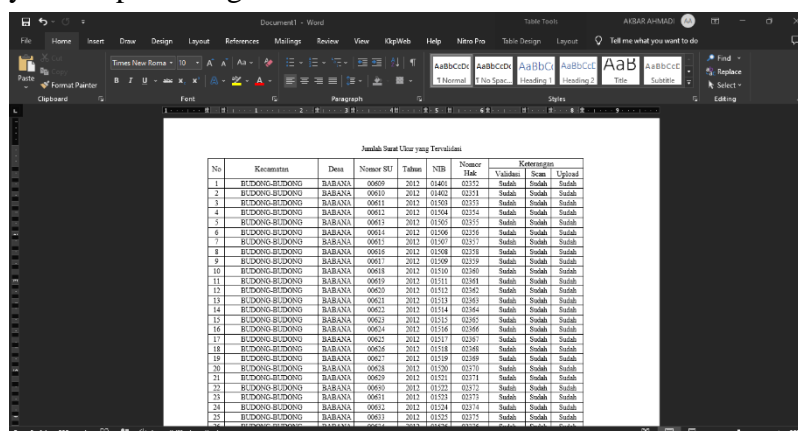 Document1 - Word
Table Tools
AKBAR AHMADI AA
File Home Insert Draw Design Layout References Mailings Review View KkpWeb Help Nitro Pro Table Design Layout Tell me what you want to do
Paste
Format Painter
Clipboard
Times New Roma 10
Font
Paragraph
AaBbCcDc AaBbCcDc AaBbC( AaBbCcE AaB AaBbCcE
1 Normal 1 No Spac... Heading 1 Heading 2 Title Subtitle
Styles
Find
Replace
Select
Editing
Jumlah Surat Ukur yang Tervalidasi
No Kecamatan Desa Nomor SU Tahun NIB Nomor Hak Keterangan
Validasi Scan Upload
1 BUDONG-BUDONG BABANA 00609 2012 01401 02352 Sudah Sudah Sudah
2 BUDONG-BUDONG BABANA 00610 2012 01402 02351 Sudah Sudah Sudah
3 BUDONG-BUDONG BABANA 00611 2012 01503 02353 Sudah Sudah Sudah
4 BUDONG-BUDONG BABANA 00612 2012 01504 02354 Sudah Sudah Sudah
5 BUDONG-BUDONG BABANA 00613 2012 01505 02355 Sudah Sudah Sudah
6 BUDONG-BUDONG BABANA 00614 2012 01506 02356 Sudah Sudah Sudah
7 BUDONG-BUDONG BABANA 00615 2012 01507 02357 Sudah Sudah Sudah
8 BUDONG-BUDONG BABANA 00616 2012 01508 02358 Sudah Sudah Sudah
9 BUDONG-BUDONG BABANA 00617 2012 01509 02359 Sudah Sudah Sudah
10 BUDONG-BUDONG BABANA 00618 2012 01510 02360 Sudah Sudah Sudah
11 BUDONG-BUDONG BABANA 00619 2012 01511 02361 Sudah Sudah Sudah
12 BUDONG-BUDONG BABANA 00620 2012 01512 02362 Sudah Sudah Sudah
13 BUDONG-BUDONG BABANA 00621 2012 01513 02363 Sudah Sudah Sudah
14 BUDONG-BUDONG BABANA 00622 2012 01514 02364 Sudah Sudah Sudah
15 BUDONG-BUDONG BABANA 00623 2012 01515 02365 Sudah Sudah Sudah
16 BUDONG-BUDONG BABANA 00624 2012 01516 02366 Sudah Sudah Sudah
17 BUDONG-BUDONG BABANA 00625 2012 01517 02367 Sudah Sudah Sudah
18 BUDONG-BUDONG BABANA 00626 2012 01518 02368 Sudah Sudah Sudah
19 BUDONG-BUDONG BABANA 00627 2012 01519 02369 Sudah Sudah Sudah
20 BUDONG-BUDONG BABANA 00628 2012 01520 02370 Sudah Sudah Sudah
21 BUDONG-BUDONG BABANA 00629 2012 01521 02371 Sudah Sudah Sudah
22 BUDONG-BUDONG BABANA 00630 2012 01522 02372 Sudah Sudah Sudah
23 BUDONG-BUDONG BABANA 00631 2012 01523 02373 Sudah Sudah Sudah
24 BUDONG-BUDONG BABANA 00632 2012 01524 02374 Sudah Sudah Sudah
25 BUDONG-BUDONG BABANA 00633 2012 01525 02375 Sudah Sudah Sudah